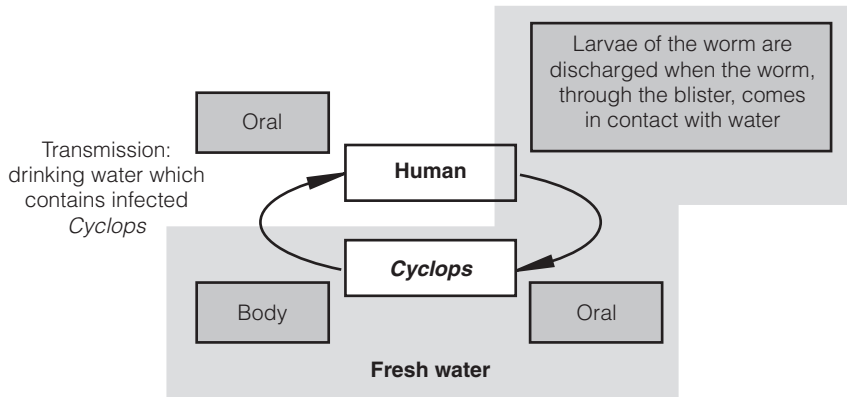 Larvae of the worm are
discharged when the worm,
through the blister, comes
in contact with water
Oral
Transmission:
drinking water which
contains infected
Cyclops
Human
Cyclops
Body
Oral
Fresh water